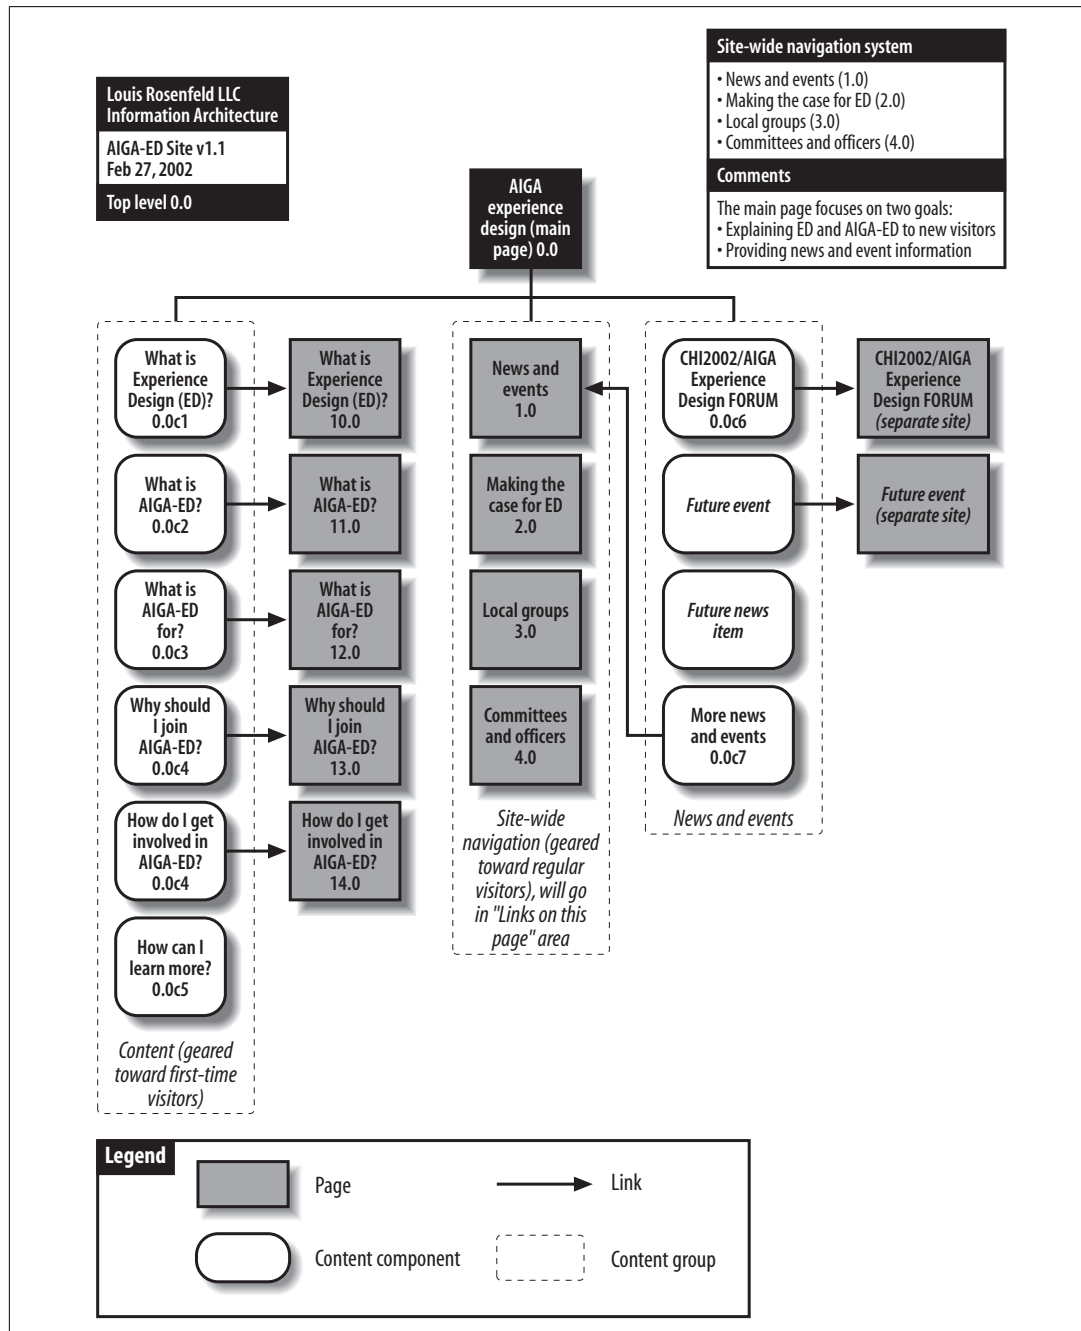 Louis Rosenfeld LLC
Information Architecture
AIGA-ED Site v1.1
Feb 27, 2002
Top level 0.0
Site-wide navigation system
• News and events (1.0)
• Making the case for ED (2.0)
• Local groups (3.0)
• Committees and officers (4.0)
Comments
The main page focuses on two goals:
• Explaining ED and AIGA-ED to new visitors
• Providing news and event information
AIGA
experience
design (main
page) 0.0
What is
Experience
Design (ED)?
0.0c1
What is
AIGA-ED?
0.0c2
What is
AIGA-ED
for?
0.0c3
Why should
I join
AIGA-ED?
0.0c4
How do I get
involved in
AIGA-ED?
0.0c4
How can I
learn more?
0.0c5
Content (geared
toward first-time
visitors)
What is
Experience
Design (ED)?
10.0
What is
AIGA-ED?
11.0
What is
AIGA-ED
for?
12.0
Why should
I join
AIGA-ED?
13.0
How do I get
involved in
AIGA-ED?
14.0
News and
events
1.0
Making the
case for ED
2.0
Local groups
3.0
Committees
and officers
4.0
Site-wide
navigation (geared
toward regular
visitors), will go
in "Links on this
page" area
CHI2002/AIGA
Experience
Design FORUM
0.0c6
Future event
Future news
item
More news
and events
0.0c7
News and events
CHI2002/AIGA
Experience
Design FORUM
(separate site)
Future event
(separate site)
Legend
Page
Link
Content component
Content group